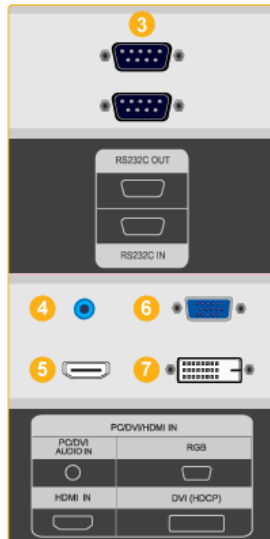 3
RS232C OUT
RS232C IN
4
6
5
7
PC/DVI/HDMI IN
PC/DVI
AUDIO IN
RGB
HDMI IN
DVI (HDCP)